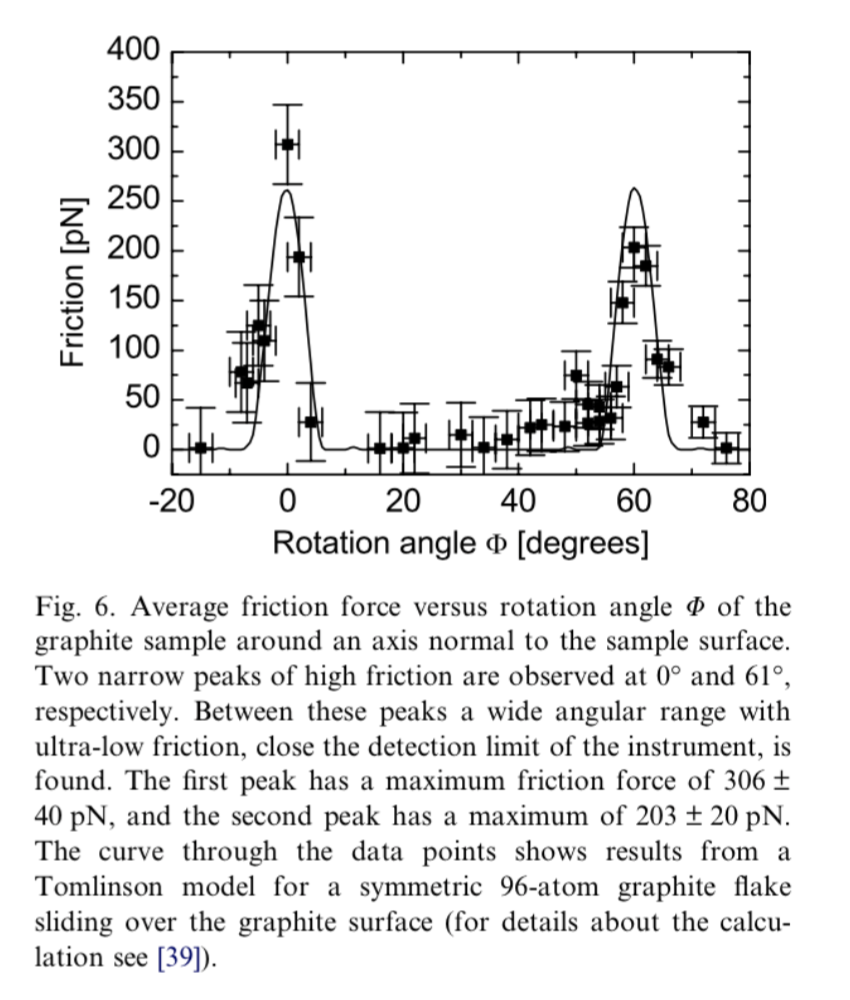 400
350
300
250
200
150
100
50
0
Friction [pN]
-20 0 20 40 60 80
Rotation angle Φ [degrees]
Fig. 6. Average friction force versus rotation angle Φ of the
graphite sample around an axis normal to the sample surface.
Two narrow peaks of high friction are observed at 0° and 61°,
respectively. Between these peaks a wide angular range with
ultra-low friction, close the detection limit of the instrument, is
found. The first peak has a maximum friction force of 306 ±
40 pN, and the second peak has a maximum of 203 ± 20 pN.
The curve through the data points shows results from a
Tomlinson model for a symmetric 96-atom graphite flake
sliding over the graphite surface (for details about the calcu-
lation see [39]).